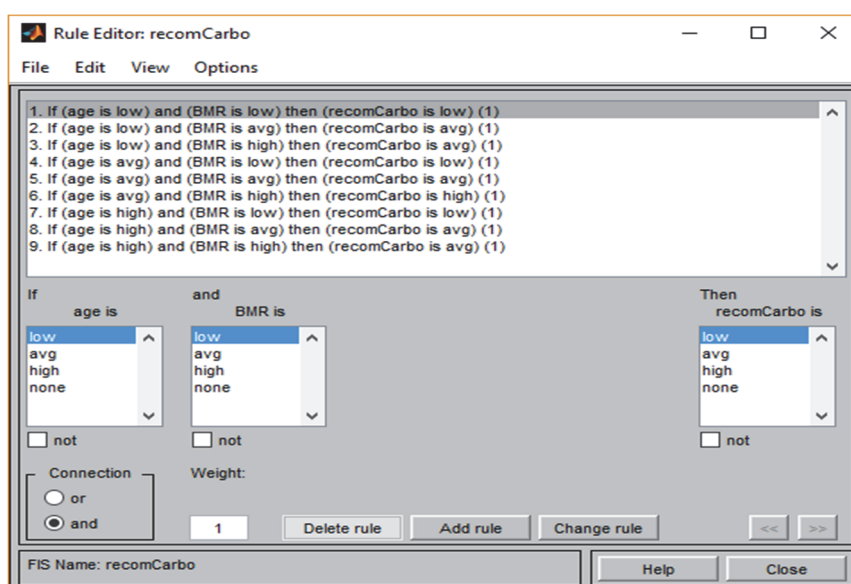 Rule Editor: recomCarbo
File Edit View Options
1. If (age is low) and (BMR is low) then (recomCarbo is low) (1)
2. If (age is low) and (BMR is avg) then (recomCarbo is avg) (1)
3. If (age is low) and (BMR is high) then (recomCarbo is avg) (1)
4. If (age is avg) and (BMR is low) then (recomCarbo is low) (1)
5. If (age is avg) and (BMR is avg) then (recomCarbo is avg) (1)
6. If (age is avg) and (BMR is high) then (recomCarbo is high) (1)
7. If (age is high) and (BMR is low) then (recomCarbo is low) (1)
8. If (age is high) and (BMR is avg) then (recomCarbo is avg) (1)
9. If (age is high) and (BMR is high) then (recomCarbo is avg) (1)
If and Then
age is BMR is recomCarbo is
low low low
avg avg avg
high high high
none none none
not not not
Connection Weight:
or
and 1 Delete rule Add rule Change rule << >>
FIS Name: recomCarbo Help Close